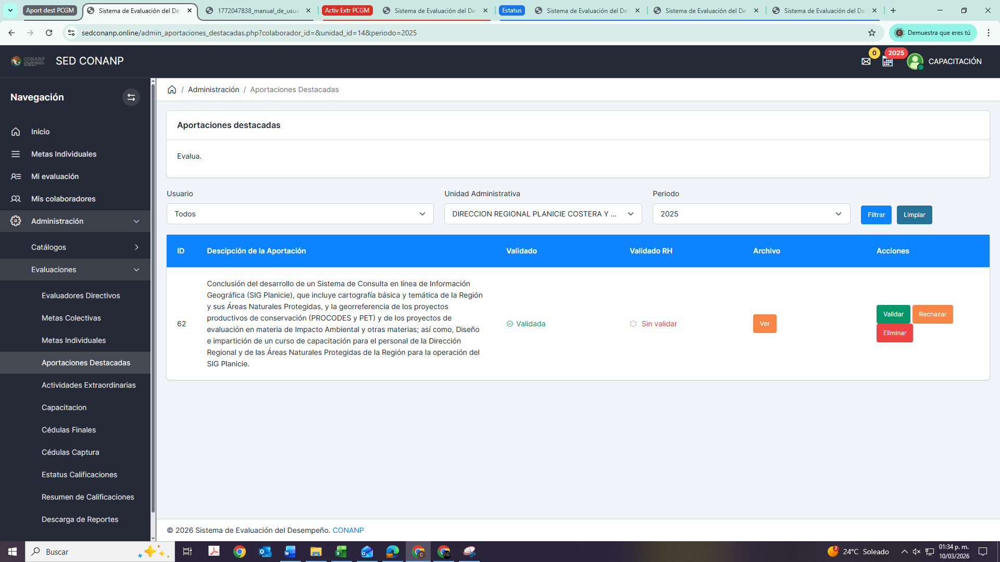 Aport dest PCGM
Sistema de Evaluación del De
1772047838_manual_de_usua
Activ Extr PCGM
Sistema de Evaluación del De
Estatus
Sistema de Evaluación del De
Sistema de Evaluación del De
Sistema de Evaluación del De
sedconanp.online/admin_aportaciones_destacadas.php?colaborador_id=&unidad_id=14&periodo=2025
Demuestra que eres tú
CONANP
SED CONANP
0
2025
CAPACITACIÓN
Navegación
Inicio
Metas Individuales
Mi evaluación
Mis colaboradores
Administración
Catálogos
Evaluaciones
Evaluadores Directivos
Metas Colectivas
Metas Individuales
Aportaciones Destacadas
Actividades Extraordinarias
Capacitacion
Cédulas Finales
Cédulas Captura
Estatus Calificaciones
Resumen de Calificaciones
Descarga de Reportes
/ Administración / Aportaciones Destacadas
Aportaciones destacadas
Evalua.
Usuario
Unidad Administrativa
Periodo
Todos
DIRECCION REGIONAL PLANICIE COSTERA Y ...
2025
Filtrar
Limpiar
ID
Descipción de la Aportación
Validado
Validado RH
Archivo
Acciones
62
Conclusión del desarrollo de un Sistema de Consulta en línea de Información
Geográfica (SIG Planicie), que incluye cartografía básica y temática de la Región
y sus Áreas Naturales Protegidas, y la georreferencia de los proyectos
productivos de conservación (PROCODES y PET) y de los proyectos de
evaluación en materia de Impacto Ambiental y otras materias; así como, Diseño
e impartición de un curso de capacitación para el personal de la Dirección
Regional y de las Áreas Naturales Protegidas de la Región para la operación del
SIG Planicie.
Validada
Sin validar
Ver
Validar
Rechazar
Eliminar
© 2026 Sistema de Evaluación del Desempeño. CONANP
Buscar
2
24°C Soleado
01:34 p. m.
10/03/2026